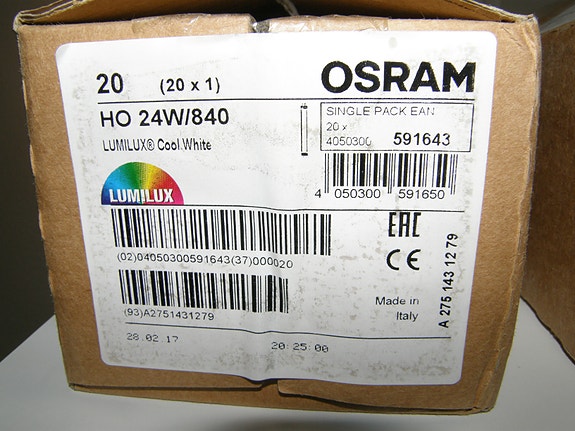 20 (20 x 1)
OSRAM
HO 24W/840
LUMILUX® Cool White
SINGLE PACK EAN
20 x
4050300 591643
LUMILUX
4 050300 591650
(02)04050300591643(37)000020
(93)A2751431279
EAC
CE
Made in
Italy
A 275 143 12 79
28.02.17 20:25:00